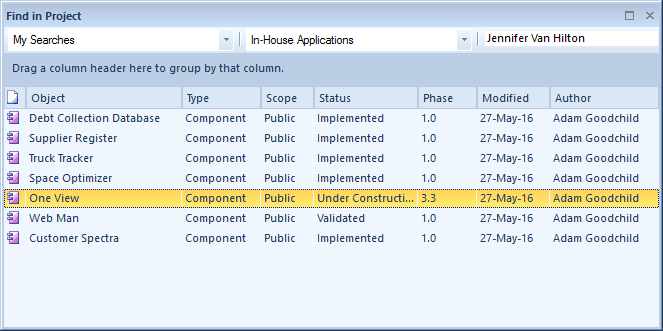 Find in Project
My Searches In-House Applications Jennifer Van Hilton
Drag a column header here to group by that column.
Object Type Scope Status Phase Modified Author
Debt Collection Database Component Public Implemented 1.0 27-May-16 Adam Goodchild
Supplier Register Component Public Implemented 1.0 27-May-16 Adam Goodchild
Truck Tracker Component Public Implemented 1.0 27-May-16 Adam Goodchild
Space Optimizer Component Public Implemented 1.0 27-May-16 Adam Goodchild
One View Component Public Under Constructi... 3.3 27-May-16 Adam Goodchild
Web Man Component Public Validated 1.0 27-May-16 Adam Goodchild
Customer Spectra Component Public Implemented 1.0 27-May-16 Adam Goodchild